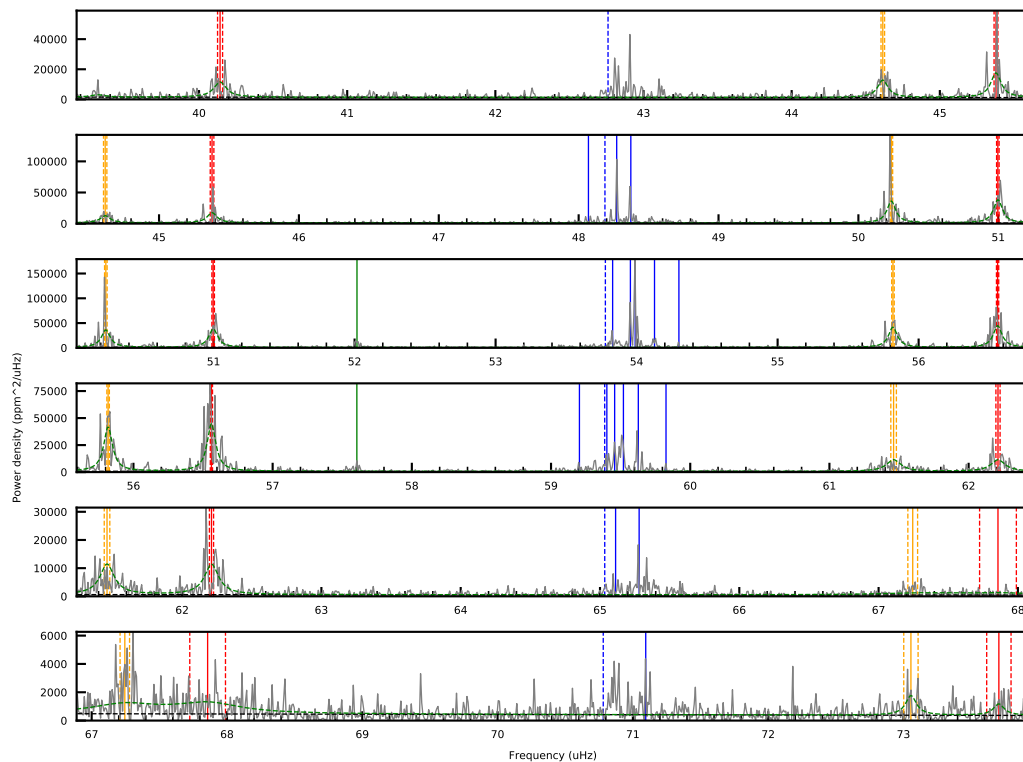 40000
20000
0
40 41 42 43 44 45
100000
50000
0
45 46 47 48 49 50 51
150000
100000
50000
0
51 52 53 54 55 56
Power density (ppm^2/uHz)
75000
50000
25000
0
56 57 58 59 60 61 62
30000
20000
10000
0
62 63 64 65 66 67 68
6000
4000
2000
0
67 68 69 70 71 72 73
Frequency (uHz)